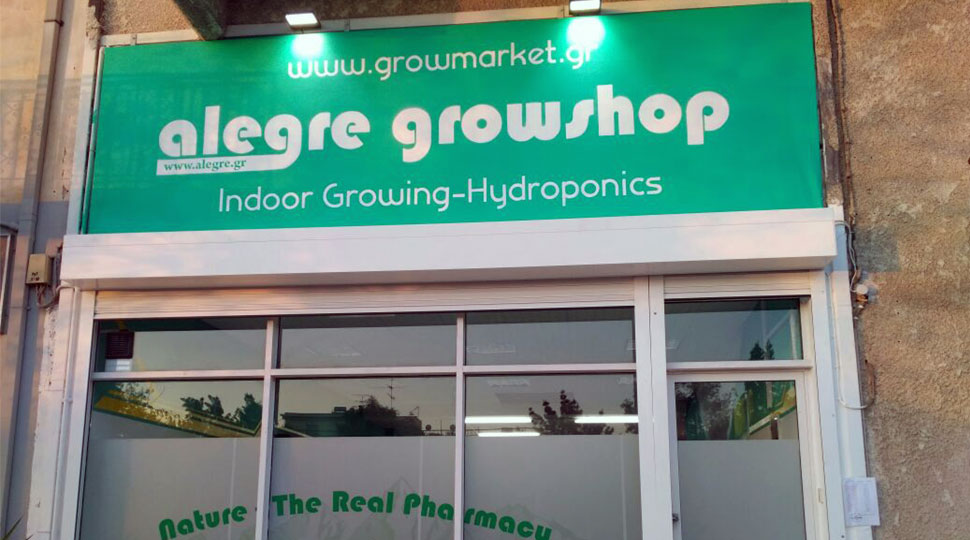 www.growmarket.gr
alegre growshop
www.alegre.gr
Indoor Growing-Hydroponics
Nature - The Real Pharmacy